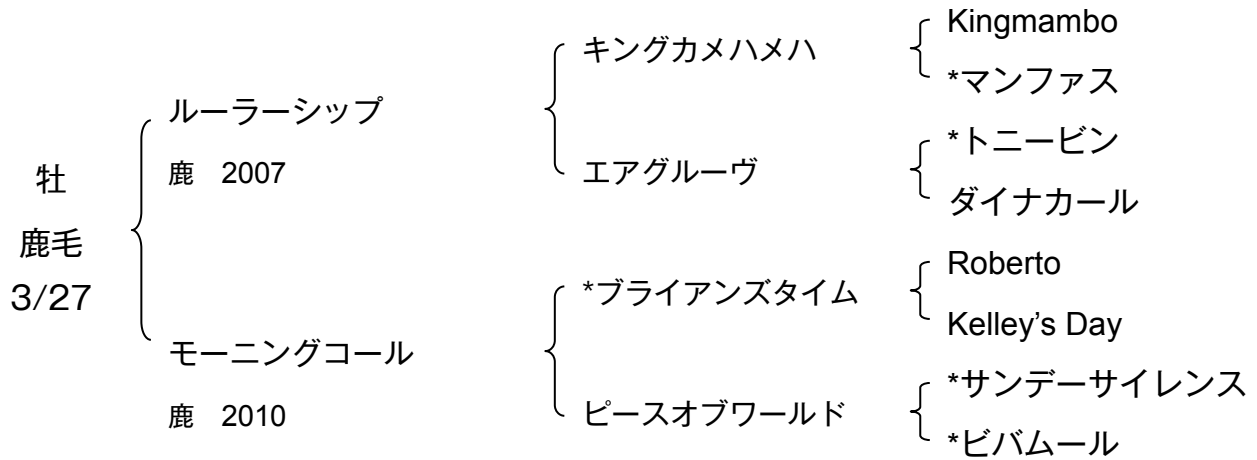 牡
鹿毛
3/27
ルーラーシップ
鹿　2007
モーニングコール
鹿　2010
キングカメハメハ
エアグルーヴ
*ブライアンズタイム
ピースオブワールド
Kingmambo
*マンファス
*トニービン
ダイナカール
Roberto
Kelley’s Day
*サンデーサイレンス
*ビバムール